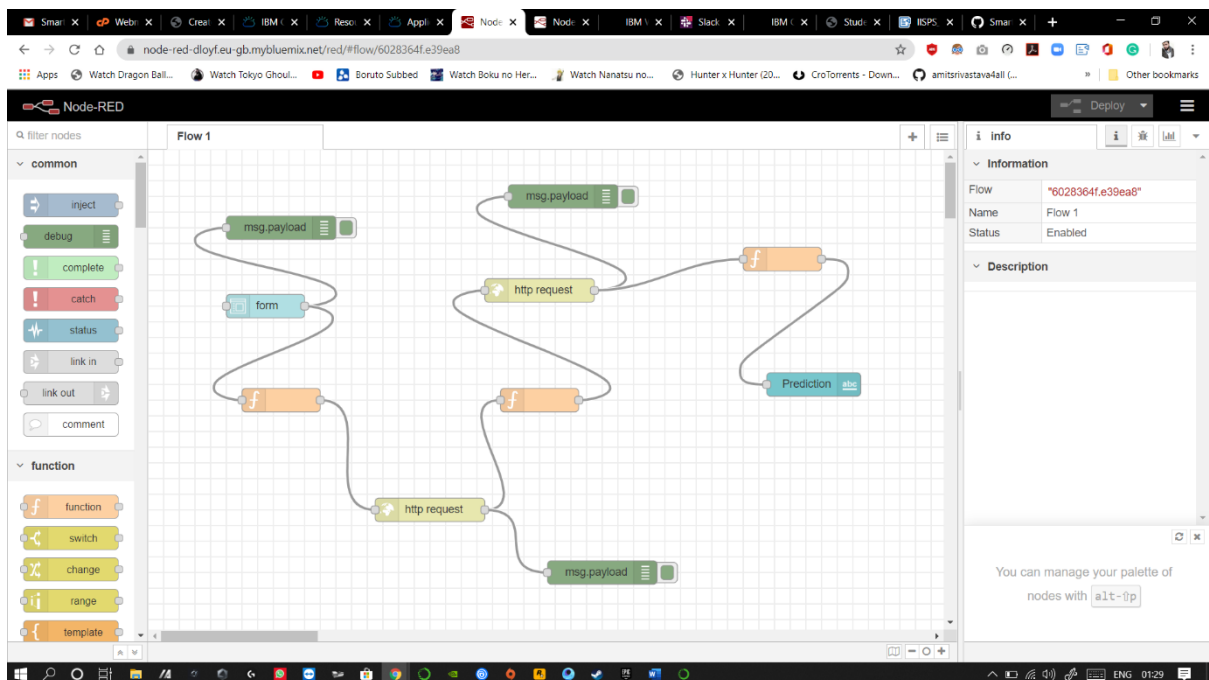 Smart
Webn
Creat
IBM C
Resou
Appli
Node
Node
IBM
Slack
IBM C
Stude
IISPS
Smar
node-red-dloyf.eu-gb.mybluemix.net/red/#flow/6028364f.e39ea8
Apps
Watch Dragon Ball...
Watch Tokyo Ghoul...
Boruto Subbed
Watch Boku no Her...
Watch Nanatsu no...
Hunter x Hunter (20...
CroTorrents - Down...
amitsrivastava4all (...
»
Other bookmarks
Node-RED
Deploy
filter nodes
Flow 1
i info
common
inject
debug
complete
catch
status
link in
link out
comment
function
function
switch
change
range
template
msg.payload
msg.payload
form
http request
Prediction
abc
http request
msg.payload
Information
Flow "6028364f.e39ea8"
Name Flow 1
Status Enabled
Description
You can manage your palette of
nodes with alt-⇧p
ENG 01:29